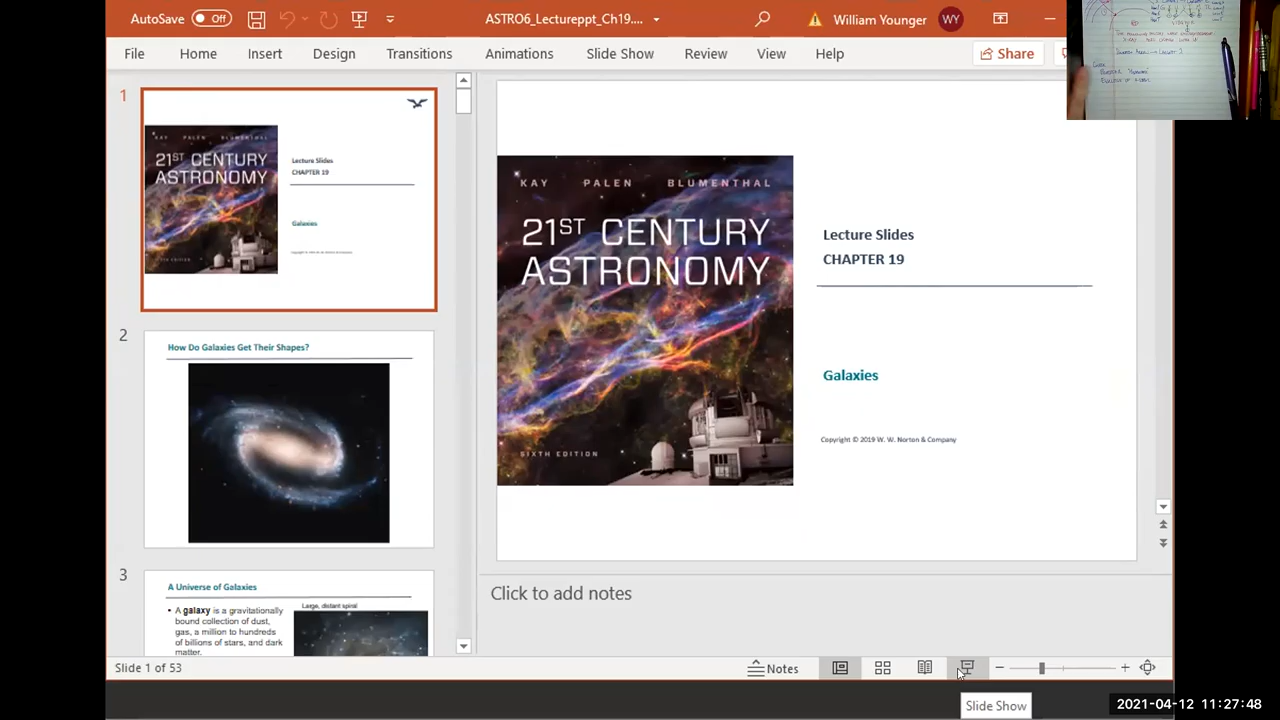 AutoSave Off
ASTRO6_Lectureppt_Ch19....
William Younger WY
File Home Insert Design Transitions Animations Slide Show Review View Help Share
1
KAY PALEN BLUMENTHAL
21ST CENTURY
ASTRONOMY
Lecture Slides
CHAPTER 19
Galaxies
2
How Do Galaxies Get Their Shapes?
3
A Universe of Galaxies
• A galaxy is a gravitationally
bound collection of dust,
gas, a million to hundreds
of billions of stars, and dark
matter.
Large, distant spiral
KAY PALEN BLUMENTHAL
21ST CENTURY
ASTRONOMY
SIXTH EDITION
Lecture Slides
CHAPTER 19
Galaxies
Copyright © 2019 W. W. Norton & Company
Click to add notes
Slide 1 of 53
Notes
Slide Show
2021-04-12 11:27:48